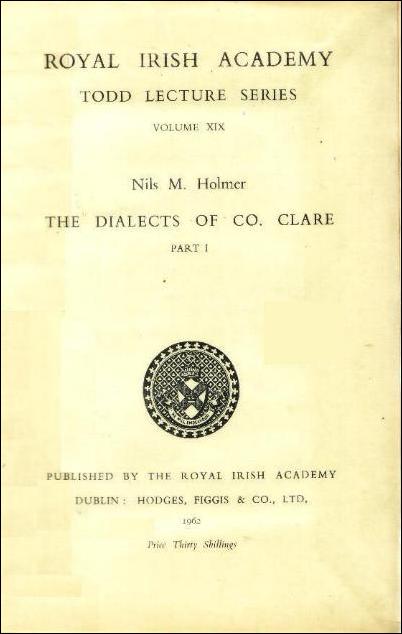 ROYAL IRISH ACADEMY
TODD LECTURE SERIES
VOLUME XIX
Nils M. Holmer
THE DIALECTS OF CO. CLARE
PART I
PUBLISHED BY THE ROYAL IRISH ACADEMY
DUBLIN: HODGES, FIGGIS & CO., LTD,
1962
Price Thirty Shillings